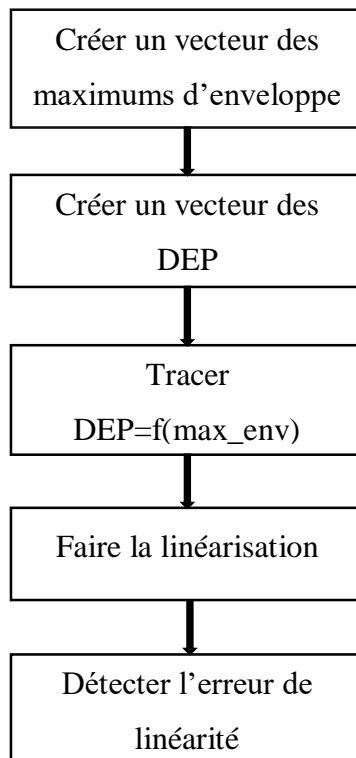 Créer un vecteur des
maximums d’enveloppe
Créer un vecteur des
DEP
Tracer
DEP=f(max_env)
Faire la linéarisation
Détecter l’erreur de
linéarité